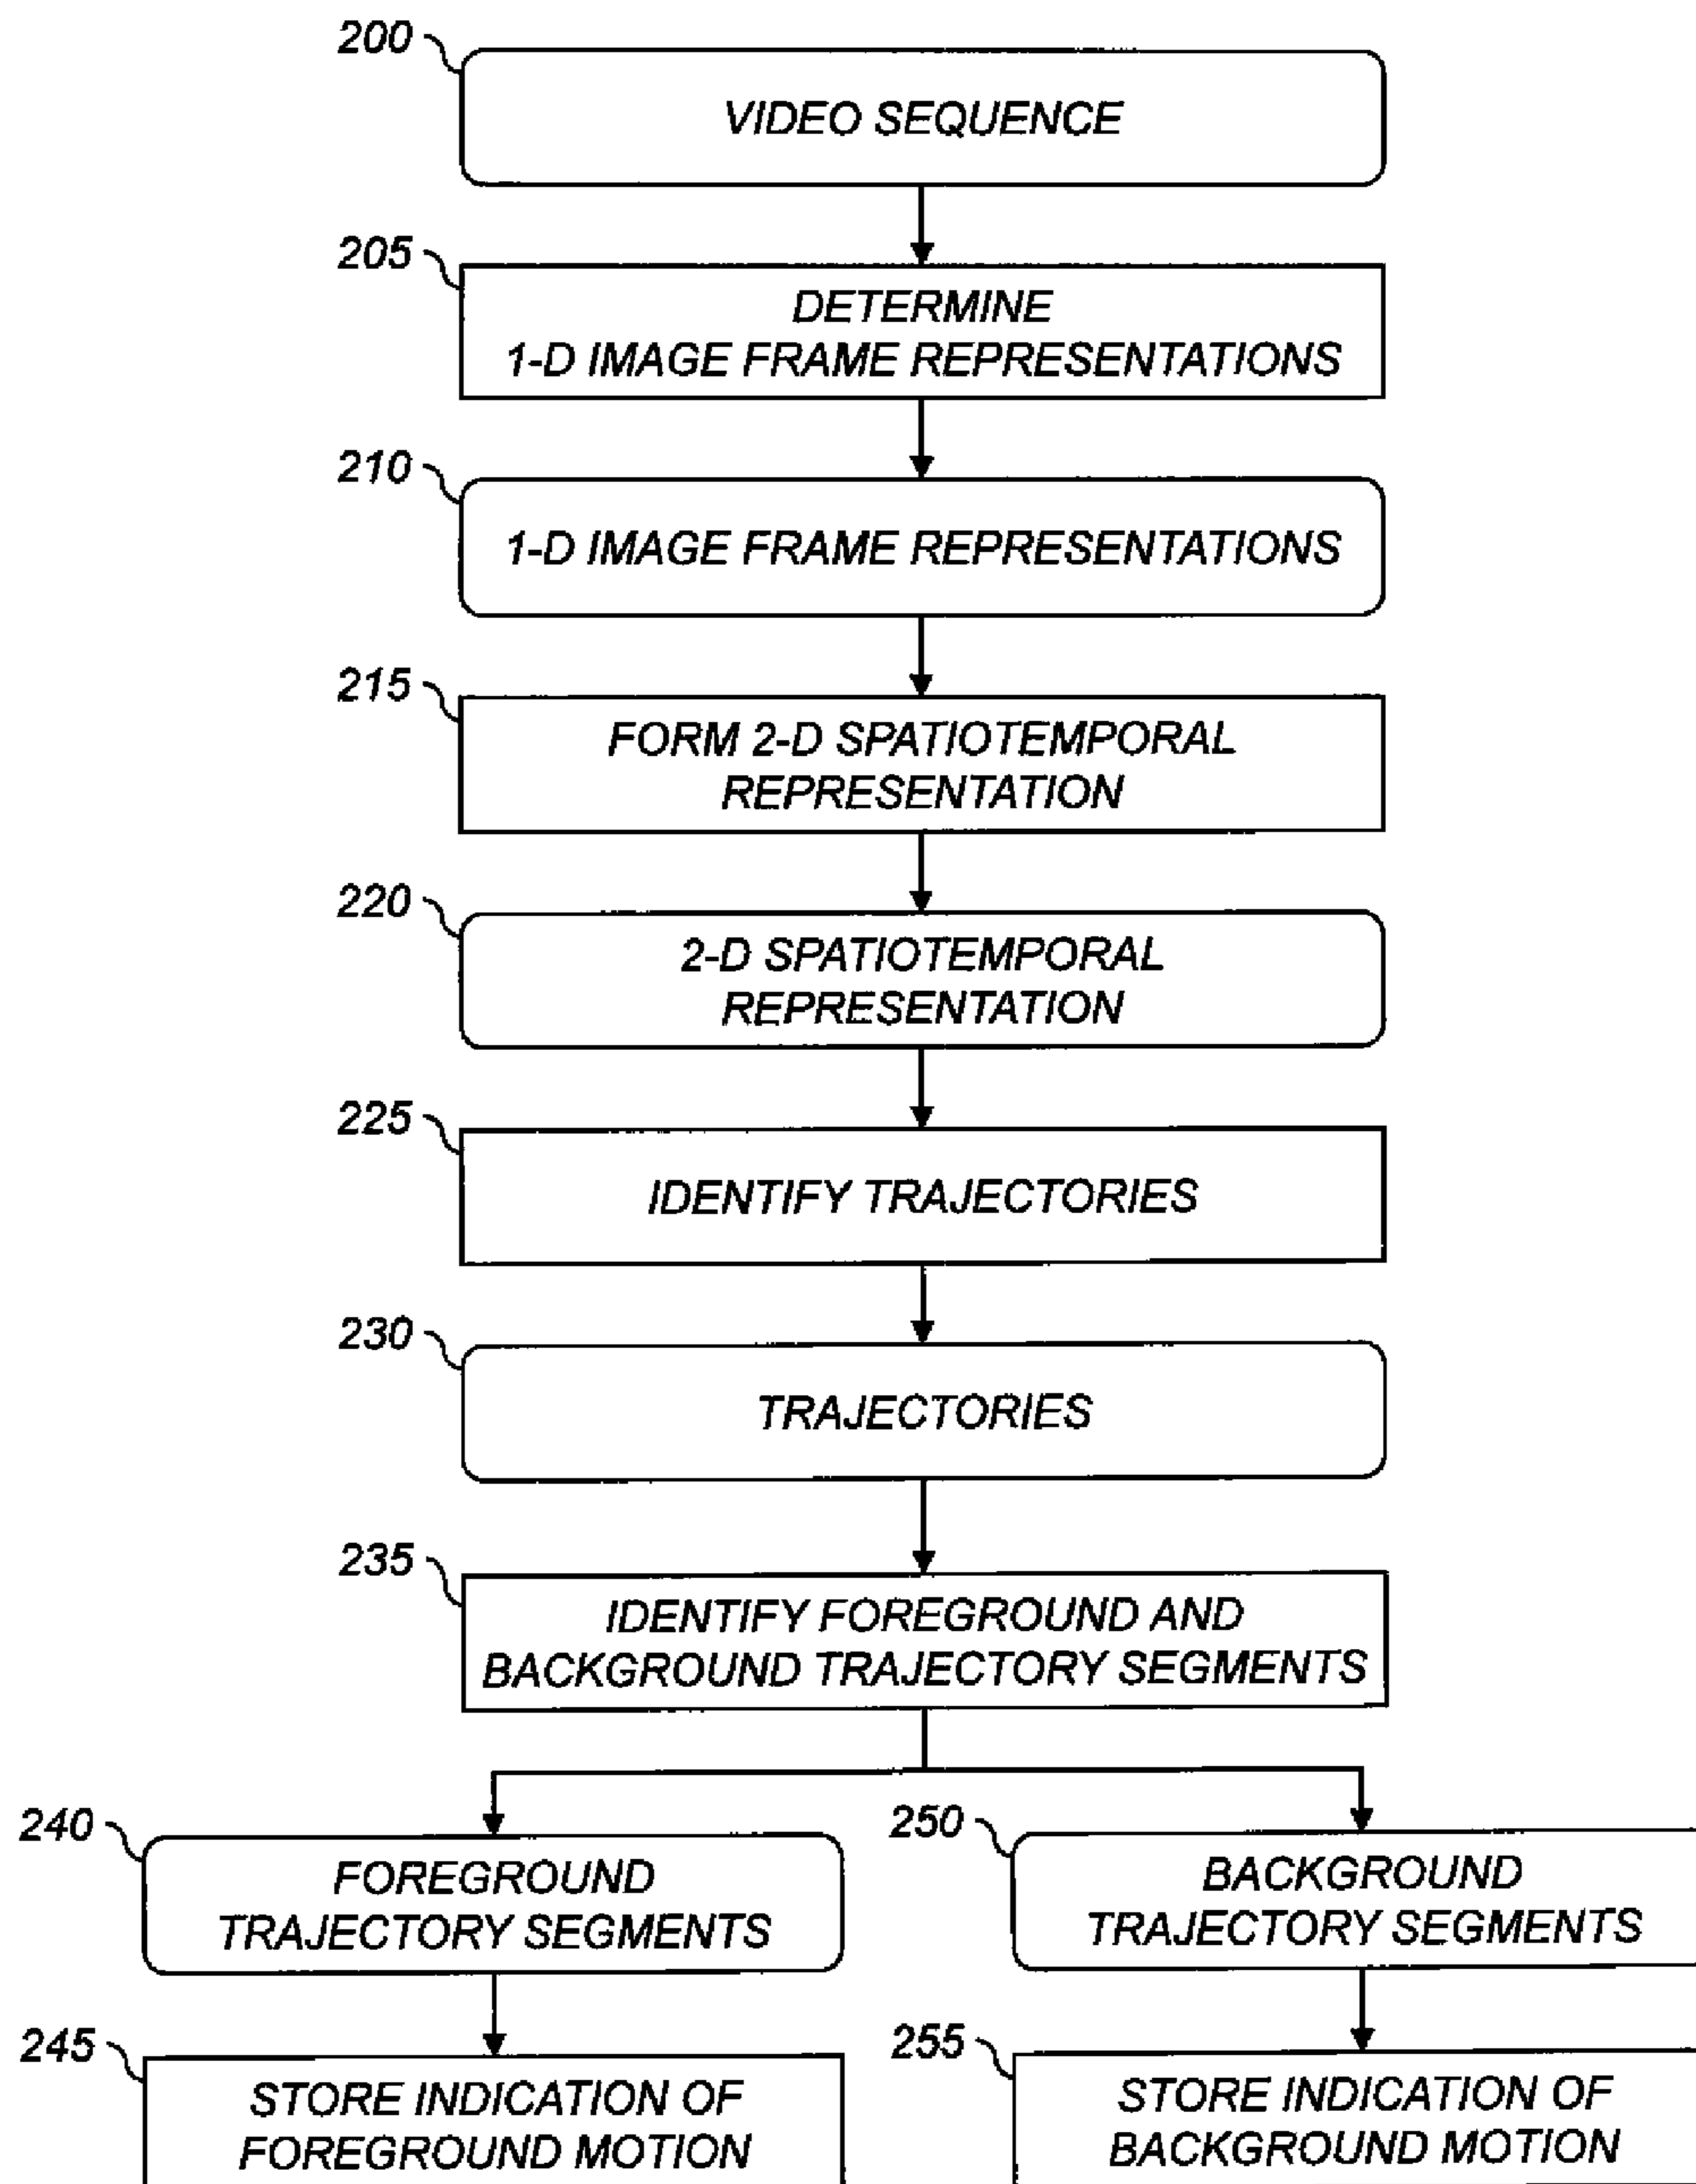 200
VIDEO SEQUENCE
205
DETERMINE
1-D IMAGE FRAME REPRESENTATIONS
210
1-D IMAGE FRAME REPRESENTATIONS
215
FORM 2-D SPATIOTEMPORAL
REPRESENTATION
220
2-D SPATIOTEMPORAL
REPRESENTATION
225
IDENTIFY TRAJECTORIES
230
TRAJECTORIES
235
IDENTIFY FOREGROUND AND
BACKGROUND TRAJECTORY SEGMENTS
240
FOREGROUND
TRAJECTORY SEGMENTS
250
BACKGROUND
TRAJECTORY SEGMENTS
245
STORE INDICATION OF
FOREGROUND MOTION
255
STORE INDICATION OF
BACKGROUND MOTION